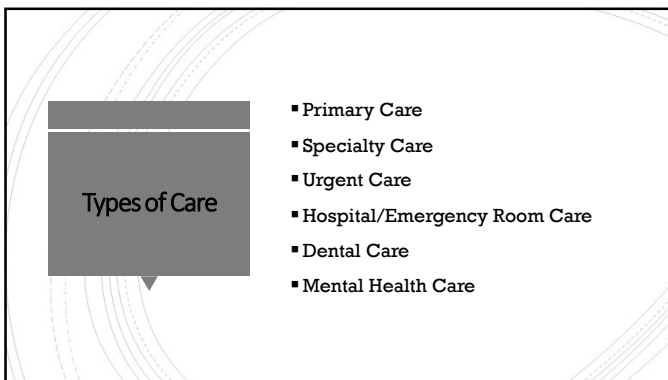 Types of Care
▪ Primary Care
▪ Specialty Care
▪ Urgent Care
▪ Hospital/Emergency Room Care
▪ Dental Care
▪ Mental Health Care